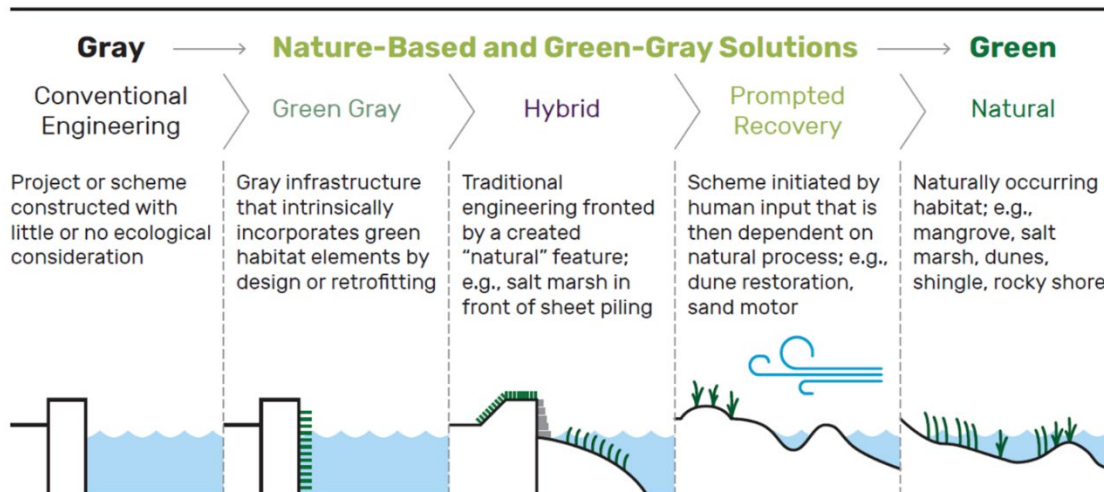 Gray
Nature-Based and Green-Gray Solutions
Green
Conventional
Engineering
Green Gray
Hybrid
Prompted
Recovery
Natural
Project or scheme
constructed with
little or no ecological
consideration
Gray infrastructure
that intrinsically
incorporates green
habitat elements by
design or retrofitting
Traditional
engineering fronted
by a created
“natural” feature;
e.g., salt marsh in
front of sheet piling
Scheme initiated by
human input that is
then dependent on
natural process; e.g.,
dune restoration,
sand motor
Naturally occurring
habitat; e.g.,
mangrove, salt
marsh, dunes,
shingle, rocky shore